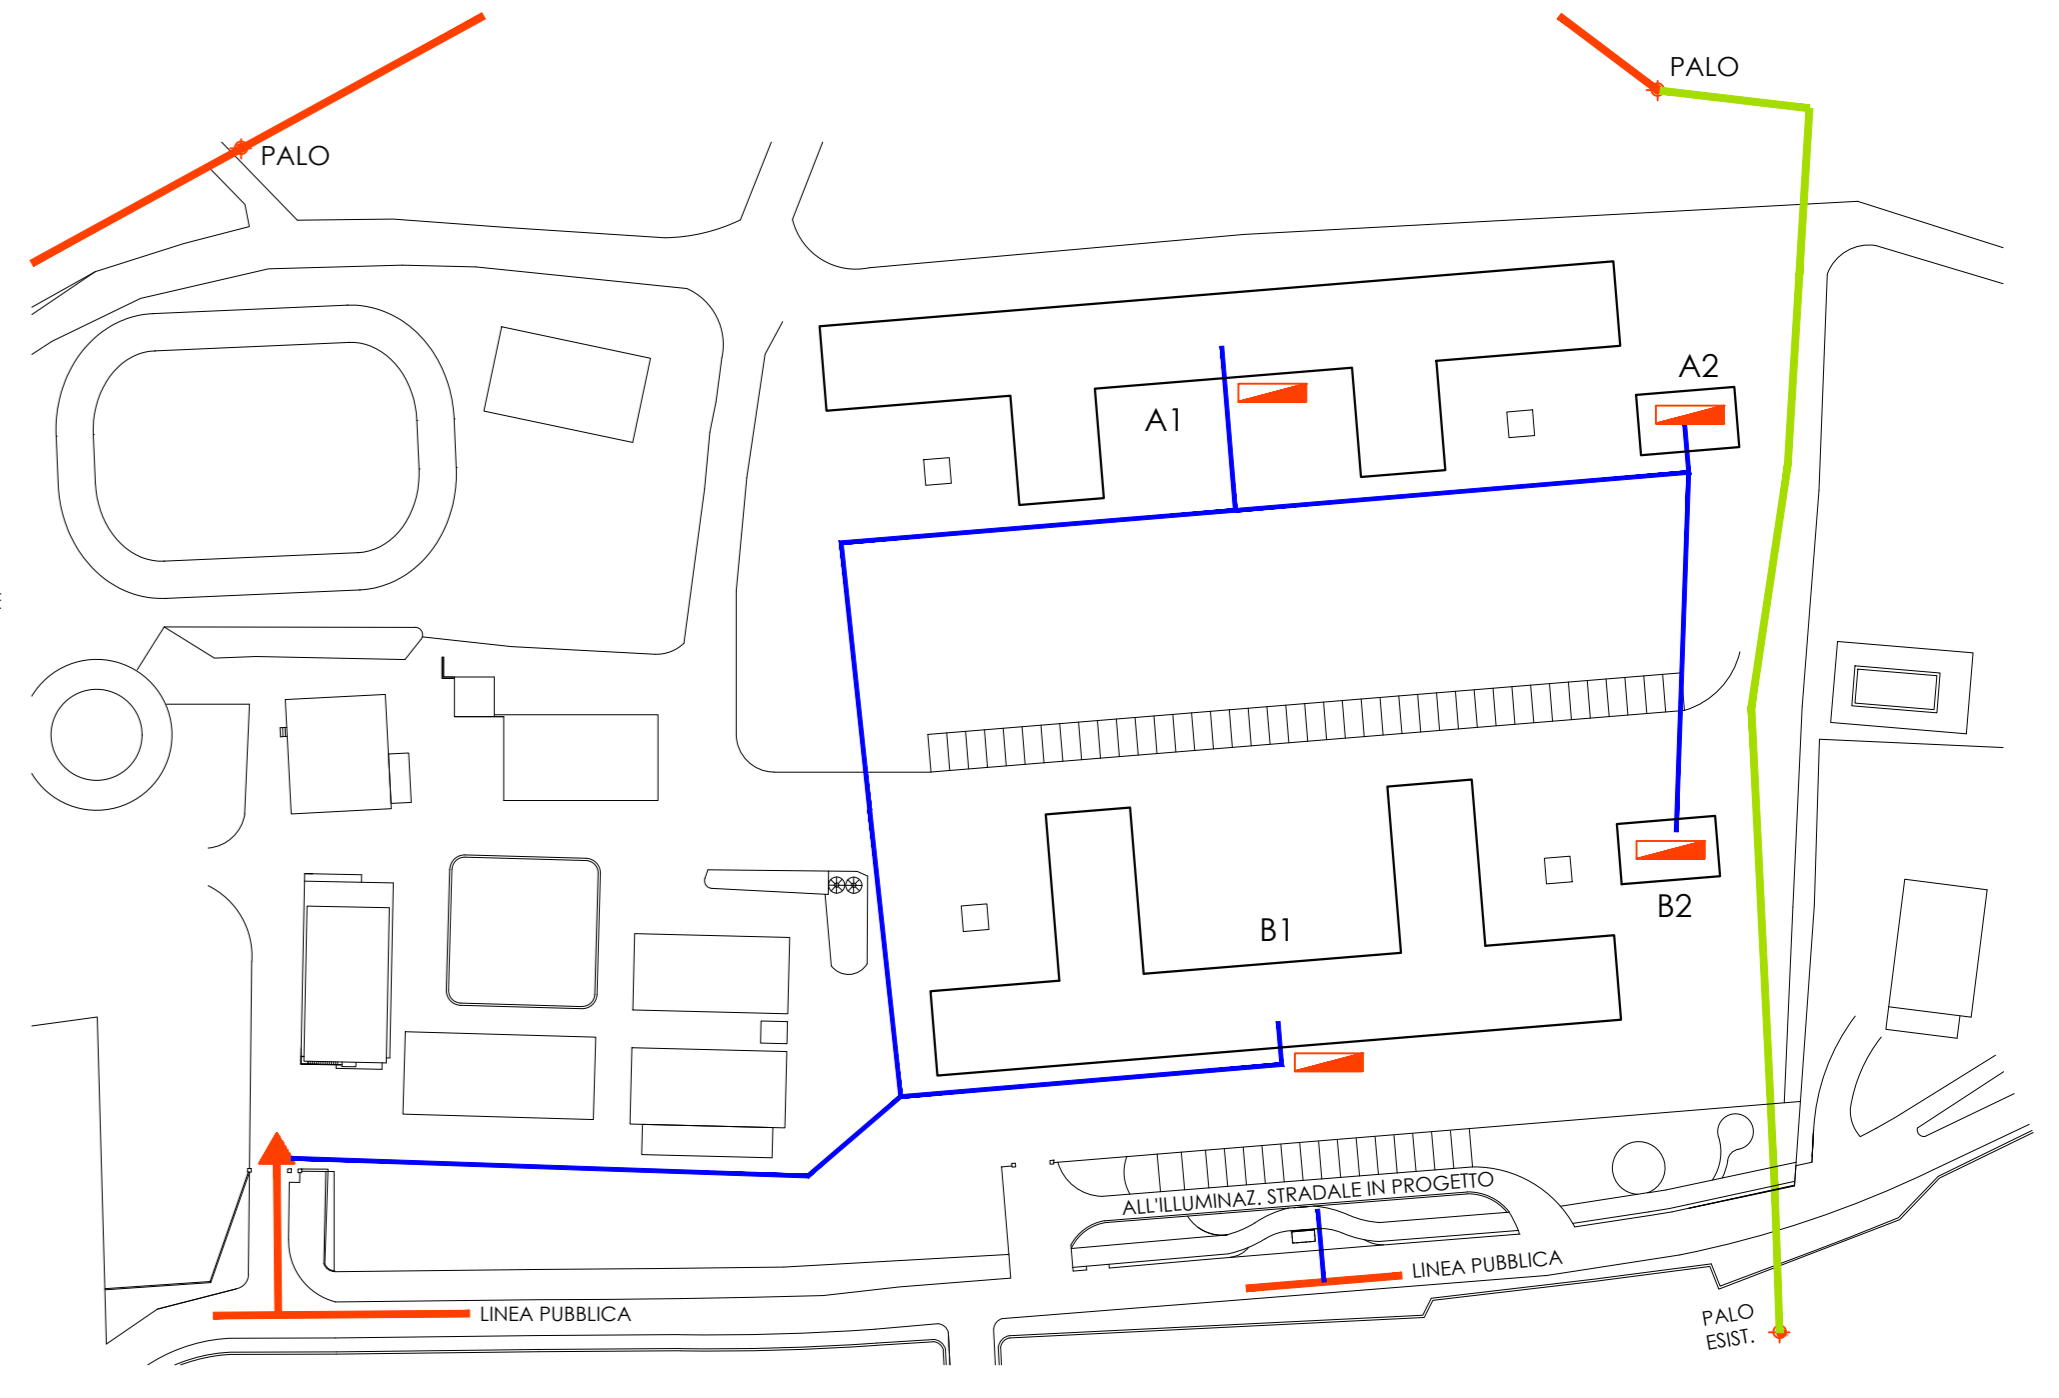 PALO
PALO
A2
A1
B2
B1
ALL'ILLUMINAZ. STRADALE IN PROGETTO
LINEA PUBBLICA
LINEA PUBBLICA
PALO
ESIST.